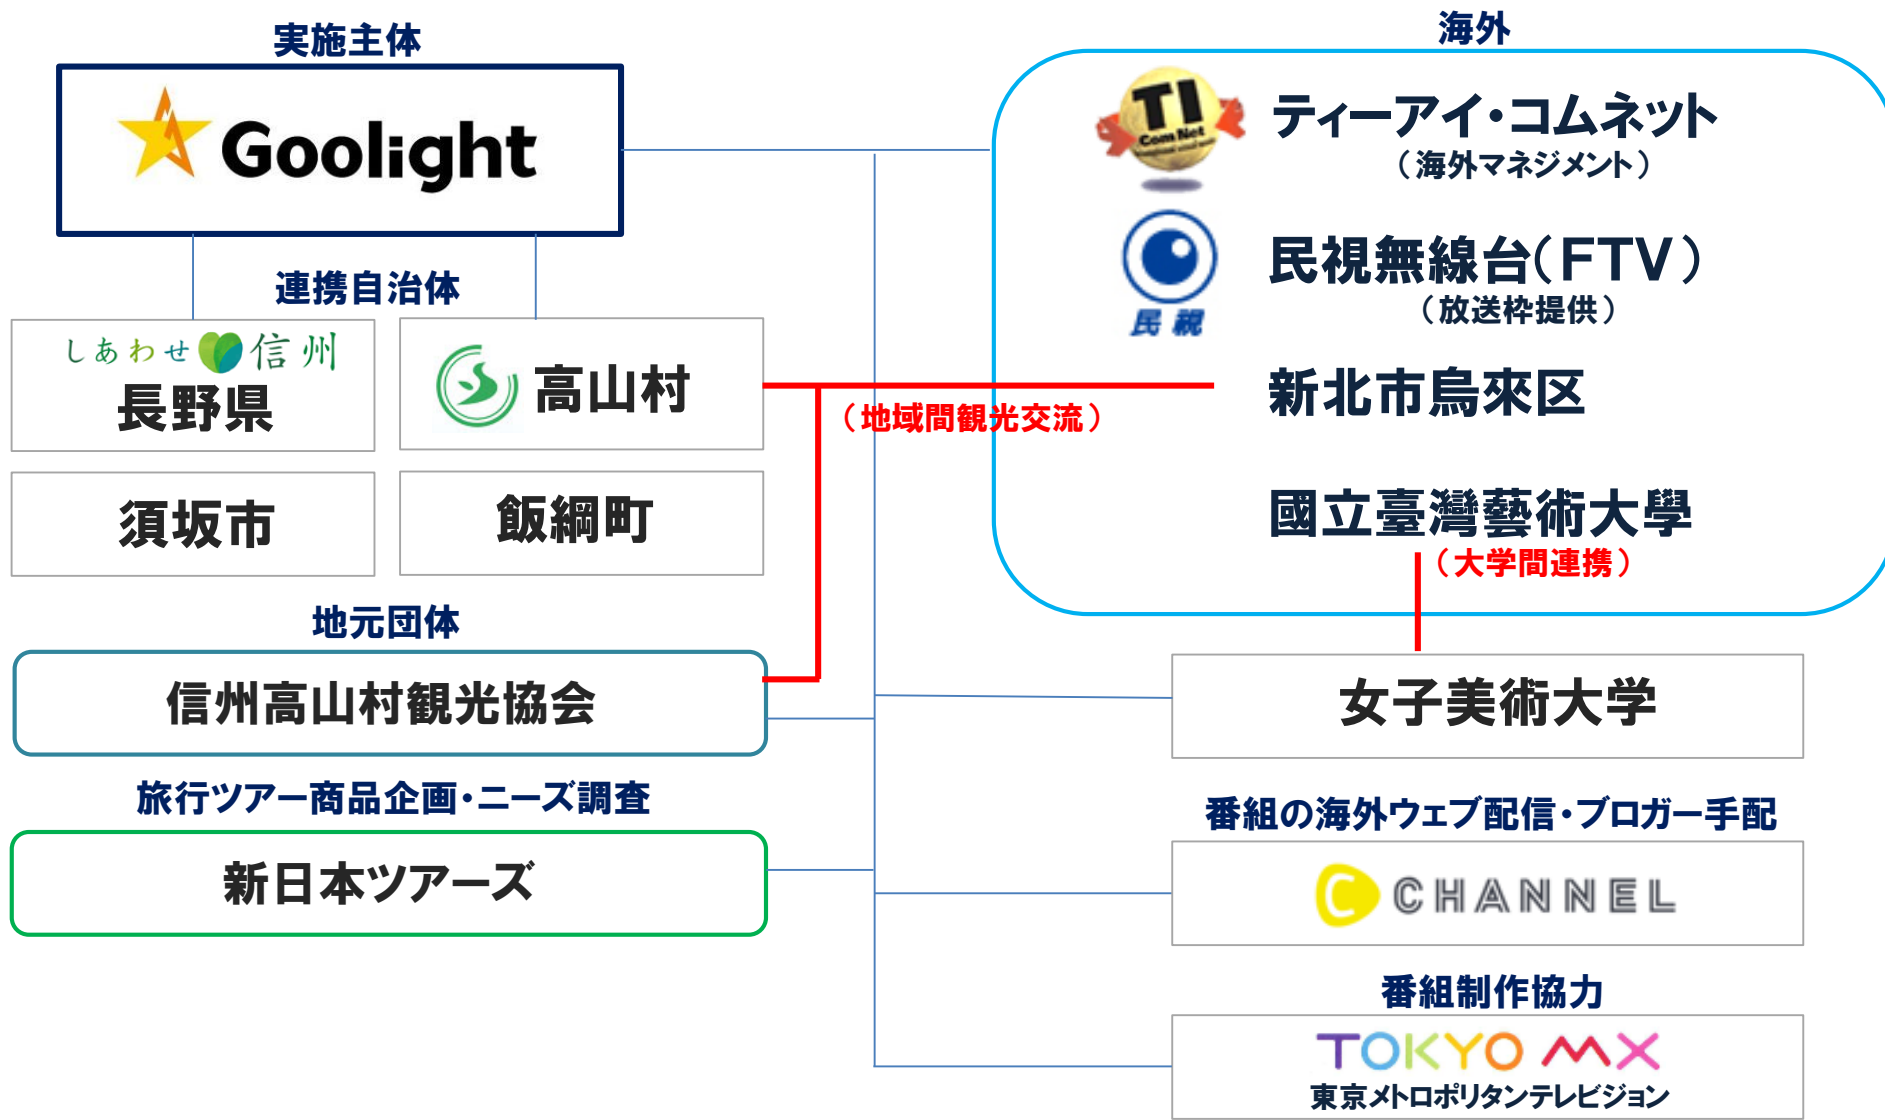 実施主体
Goolight
連携自治体
しあわせ信州
長野県
高山村
須坂市
飯綱町
地元団体
信州高山村観光協会
旅行ツアー商品企画・ニーズ調査
新日本ツアーズ
海外
TI
Com Net
ティーアイ・コムネット
（海外マネジメント）
民視
民視無線台（FTV）
（放送枠提供）
新北市烏來区
（地域間観光交流）
國立臺灣藝術大學
（大学間連携）
女子美術大学
番組の海外ウェブ配信・ブロガー手配
C CHANNEL
番組制作協力
TOKYO MX
東京メトロポリタンテレビジョン